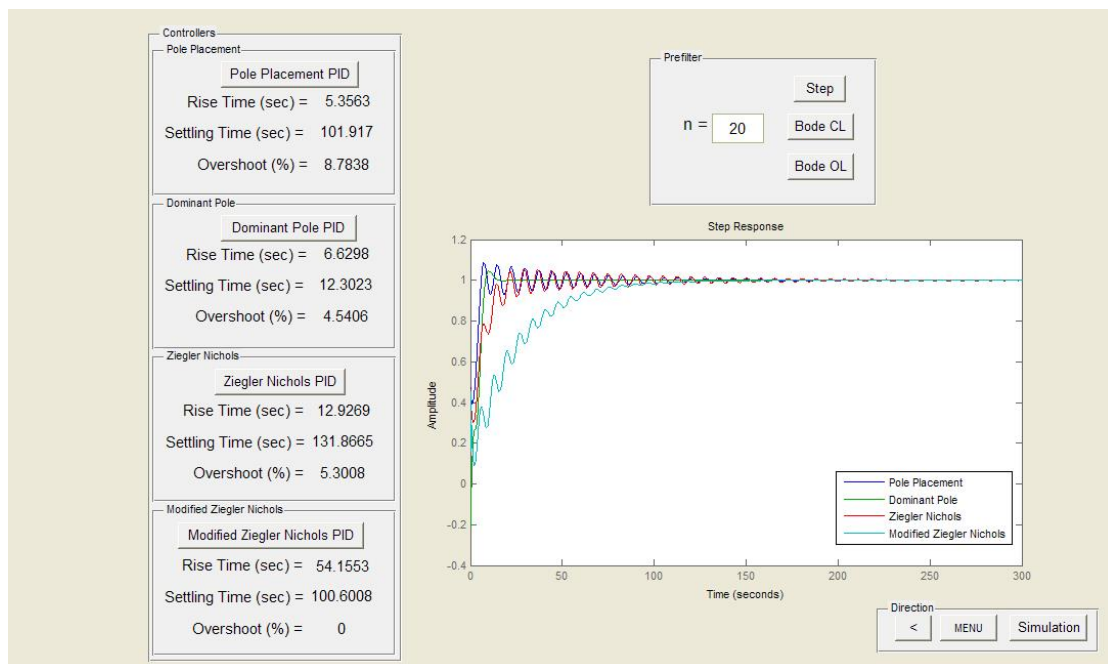 Controllers
Pole Placement
Pole Placement PID
Rise Time (sec) = 5.3563
Settling Time (sec) = 101.917
Overshoot (%) = 8.7838
Dominant Pole
Dominant Pole PID
Rise Time (sec) = 6.6298
Settling Time (sec) = 12.3023
Overshoot (%) = 4.5406
Ziegler Nichols
Ziegler Nichols PID
Rise Time (sec) = 12.9269
Settling Time (sec) = 131.8665
Overshoot (%) = 5.3008
Modified Ziegler Nichols
Modified Ziegler Nichols PID
Rise Time (sec) = 54.1553
Settling Time (sec) = 100.6008
Overshoot (%) = 0
Prefilter
Step
n = 20
Bode CL
Bode OL
Step Response
1.2
1
0.8
0.6
0.4
0.2
0
-0.2
-0.4
Amplitude
Pole Placement
Dominant Pole
Ziegler Nichols
Modified Ziegler Nichols
0 50 100 150 200 250 300
Time (seconds)
Direction
< MENU Simulation